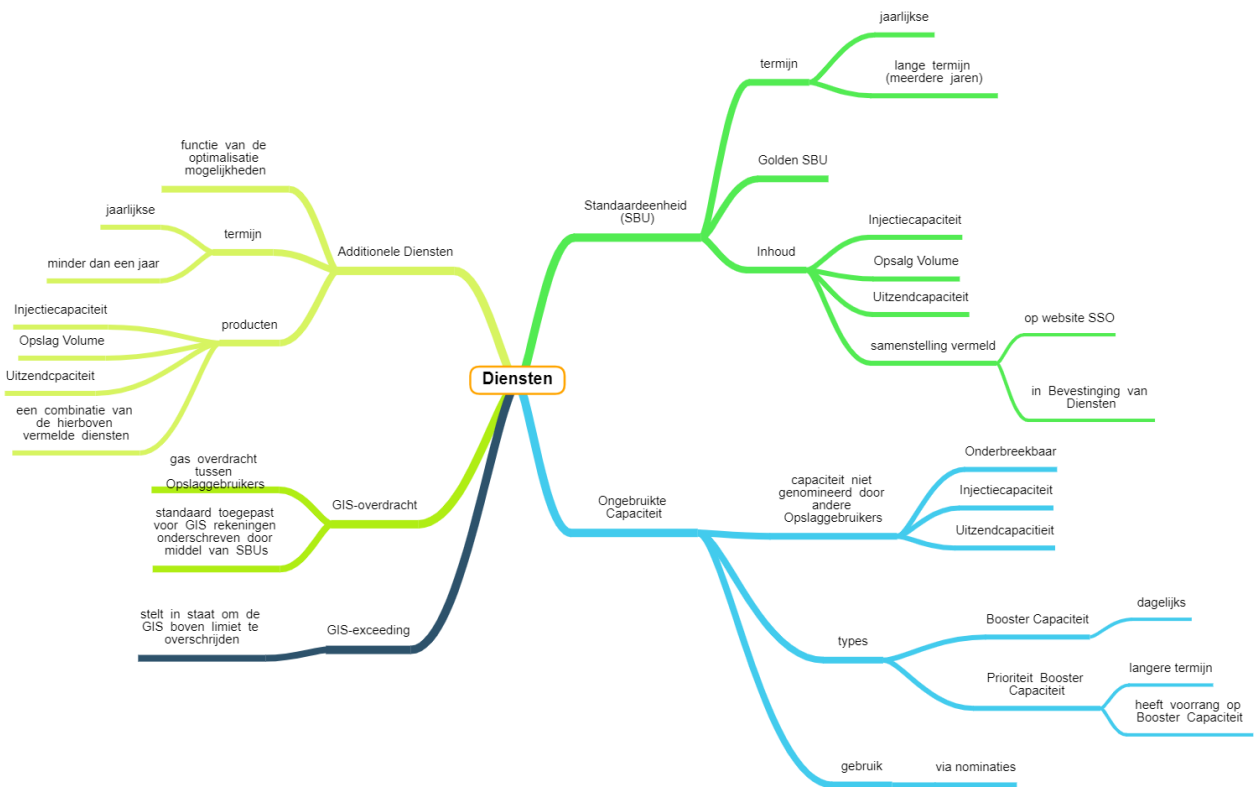 Diensten
Standaardeenheid
(SBU)
termijn
jaarlijkse
lange termijn
(meerdere jaren)
Golden SBU
Inhoud
Injectiecapaciteit
Opsalg Volume
Uitzendcapaciteit
samenstelling vermeld
op website SSO
in Bevestinging van
Diensten
Ongebruikte
Capaciteit
capaciteit niet
genomineerd door
andere
Opslaggebruikers
Onderbreekbaar
Injectiecapaciteit
Uitzendcapacitieit
types
Booster Capaciteit
dagelijks
Prioriteit Booster
Capaciteit
langere termijn
heeft voorrang op
Booster Capaciteit
gebruik
via nominaties
Additionele Diensten
functie van de
optimalisatie
mogelijkheden
termijn
jaarlijkse
minder dan een jaar
producten
Injectiecapaciteit
Opslag Volume
Uitzendcpaciteit
een combinatie van
de hierboven
vermelde diensten
GIS-overdracht
gas overdracht
tussen
Opslaggebruikers
standaard toegepast
voor GIS rekeningen
onderschreven door
middel van SBUs
GIS-exceeding
stelt in staat om de
GIS boven limiet te
overschrijden